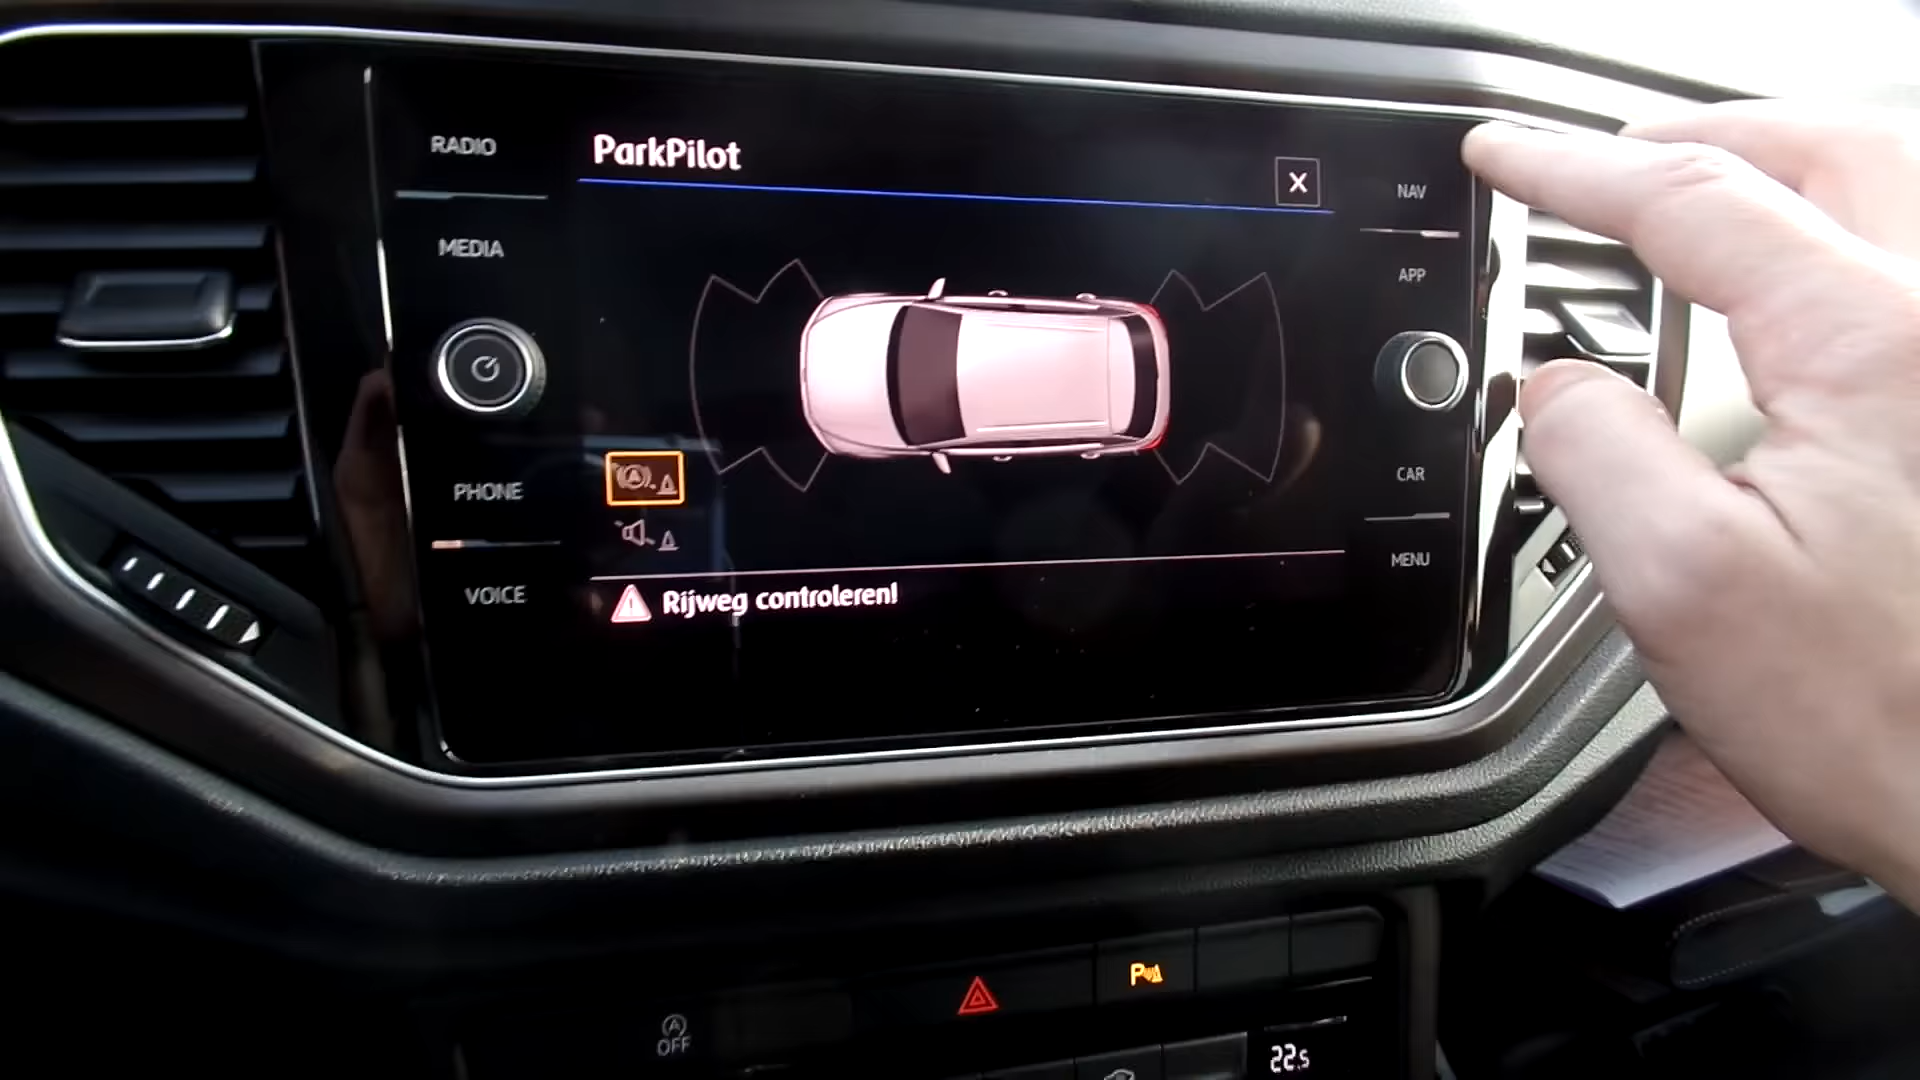 RADIO
ParkPilot
X
NAV
MEDIA
APP
PHONE
CAR
VOICE
MENU
Rijweg controleren!
P
A
OFF
22.5